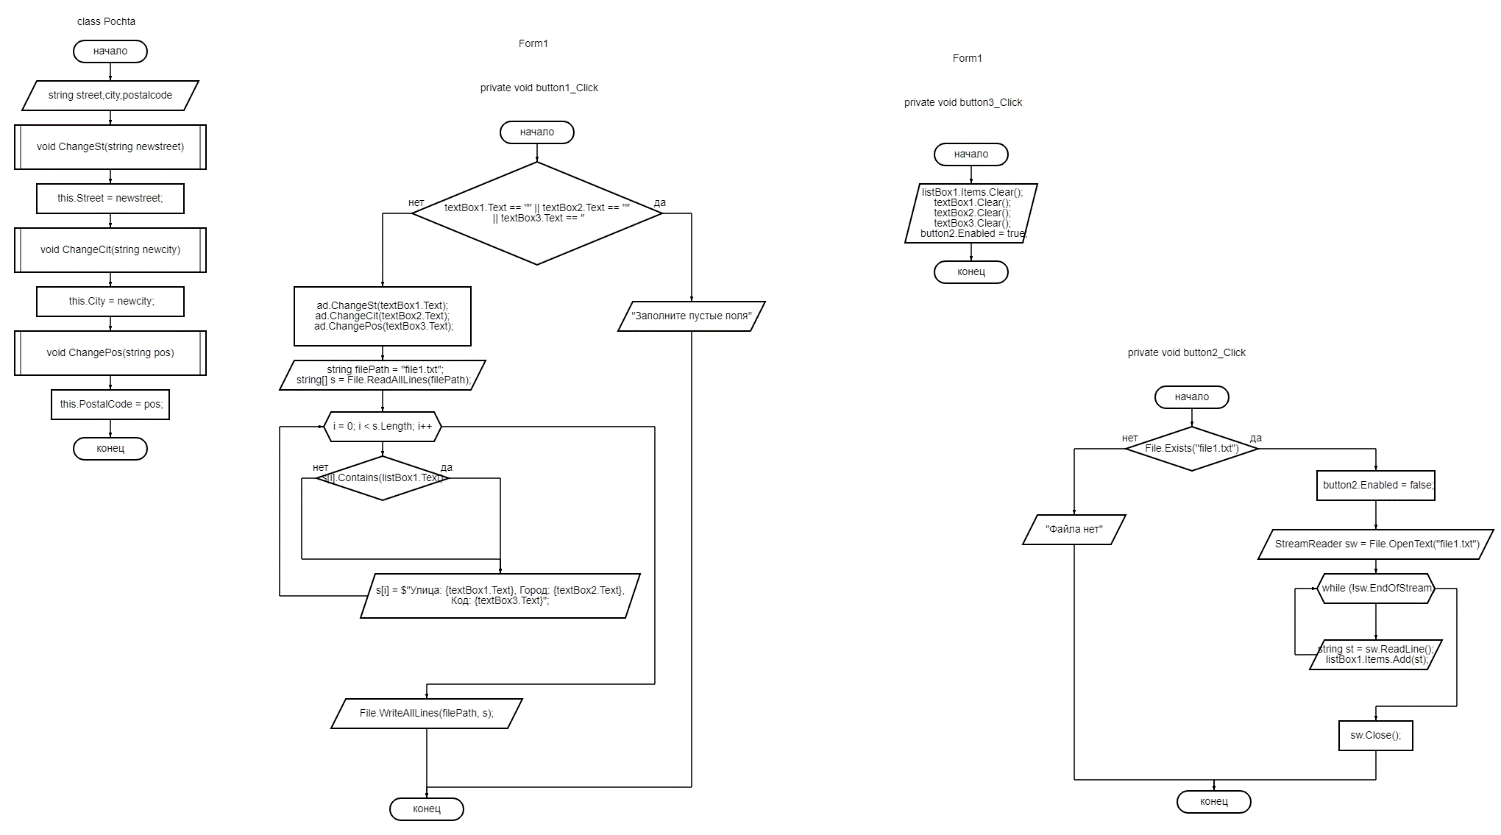 class Pochta
начало
string street,city,postalcode
void ChangeSt(string newstreet)
this.Street = newstreet;
void ChangeCit(string newcity)
this.City = newcity;
void ChangePos(string pos)
this.PostalCode = pos;
конец
Form1
private void button1_Click
начало
нет
textBox1.Text == "" || textBox2.Text == ""
|| textBox3.Text == "
да
ad.ChangeSt(textBox1.Text);
ad.ChangeCit(textBox2.Text);
ad.ChangePos(textBox3.Text);
"Заполните пустые поля"
string filePath = "file1.txt";
string[] s = File.ReadAllLines(filePath);
i = 0; i < s.Length; i++
нет
да
s[i].Contains(listBox1.Text)
s[i] = $"Улица: {textBox1.Text}, Город: {textBox2.Text},
Код: {textBox3.Text}";
File.WriteAllLines(filePath, s);
конец
Form1
private void button3_Click
начало
listBox1.Items.Clear();
textBox1.Clear();
textBox2.Clear();
textBox3.Clear();
button2.Enabled = true;
конец
private void button2_Click
начало
нет
да
File.Exists("file1.txt")
button2.Enabled = false;
"Файла нет"
StreamReader sw = File.OpenText("file1.txt")
while (!sw.EndOfStream)
string st = sw.ReadLine();
listBox1.Items.Add(st);
sw.Close();
конец